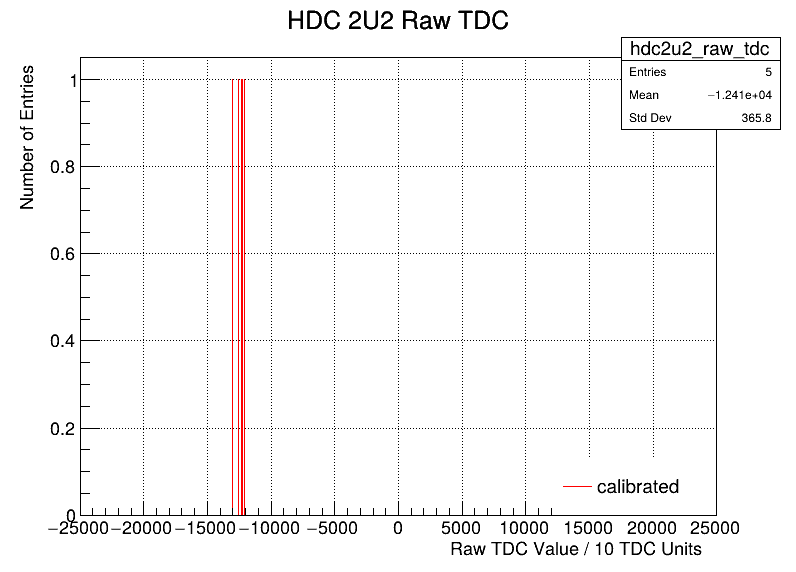 HDC 2U2 Raw TDC
hdc2u2_raw_tdc
Entries 5
Mean −1.241e+04
Std Dev 365.8
Number of Entries
1
0.8
0.6
0.4
0.2
0
−25000 −20000 −15000 −10000 −5000 0 5000 10000 15000 20000 25000
calibrated
Raw TDC Value / 10 TDC Units